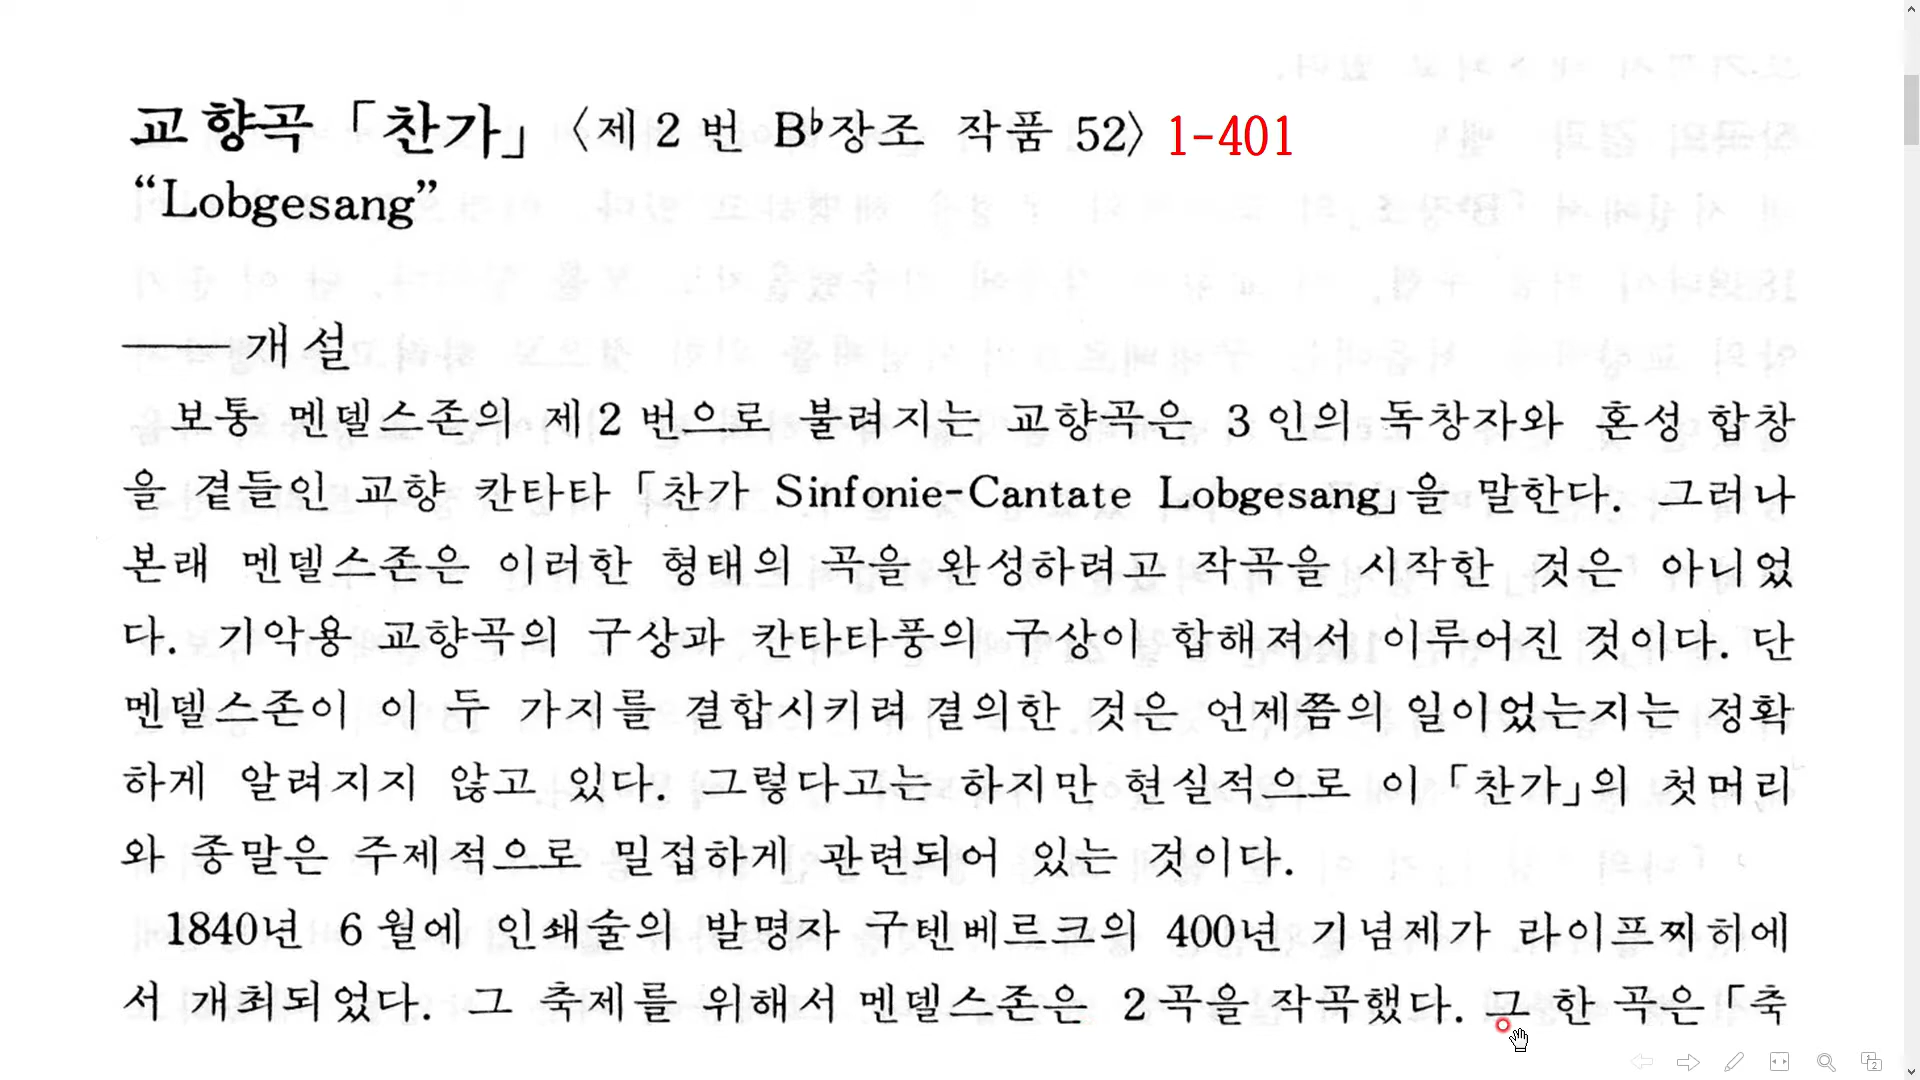 교향곡 「찬가」 〈제2번 B♭장조 작품 52〉 1-401
“Lobgesang”
개설
보통 멘델스존의 제2번으로 불려지는 교향곡은 3인의 독창자와 혼성 합창
을 곁들인 교향 칸타타 「찬가 Sinfonie-Cantate Lobgesang」을 말한다. 그러나
본래 멘델스존은 이러한 형태의 곡을 완성하려고 작곡을 시작한 것은 아니었
다. 기악용 교향곡의 구상과 칸타타풍의 구상이 합해져서 이루어진 것이다. 단
멘델스존이 이 두 가지를 결합시키려 결의한 것은 언제쯤의 일이었는지는 정확
하게 알려지지 않고 있다. 그렇다고는 하지만 현실적으로 이 「찬가」의 첫머리
와 종말은 주제적으로 밀접하게 관련되어 있는 것이다.
1840년 6월에 인쇄술의 발명자 구텐베르크의 400년 기념제가 라이프찌히에
서 개최되었다. 그 축제를 위해서 멘델스존은 2곡을 작곡했다. 그 한 곡은 「축